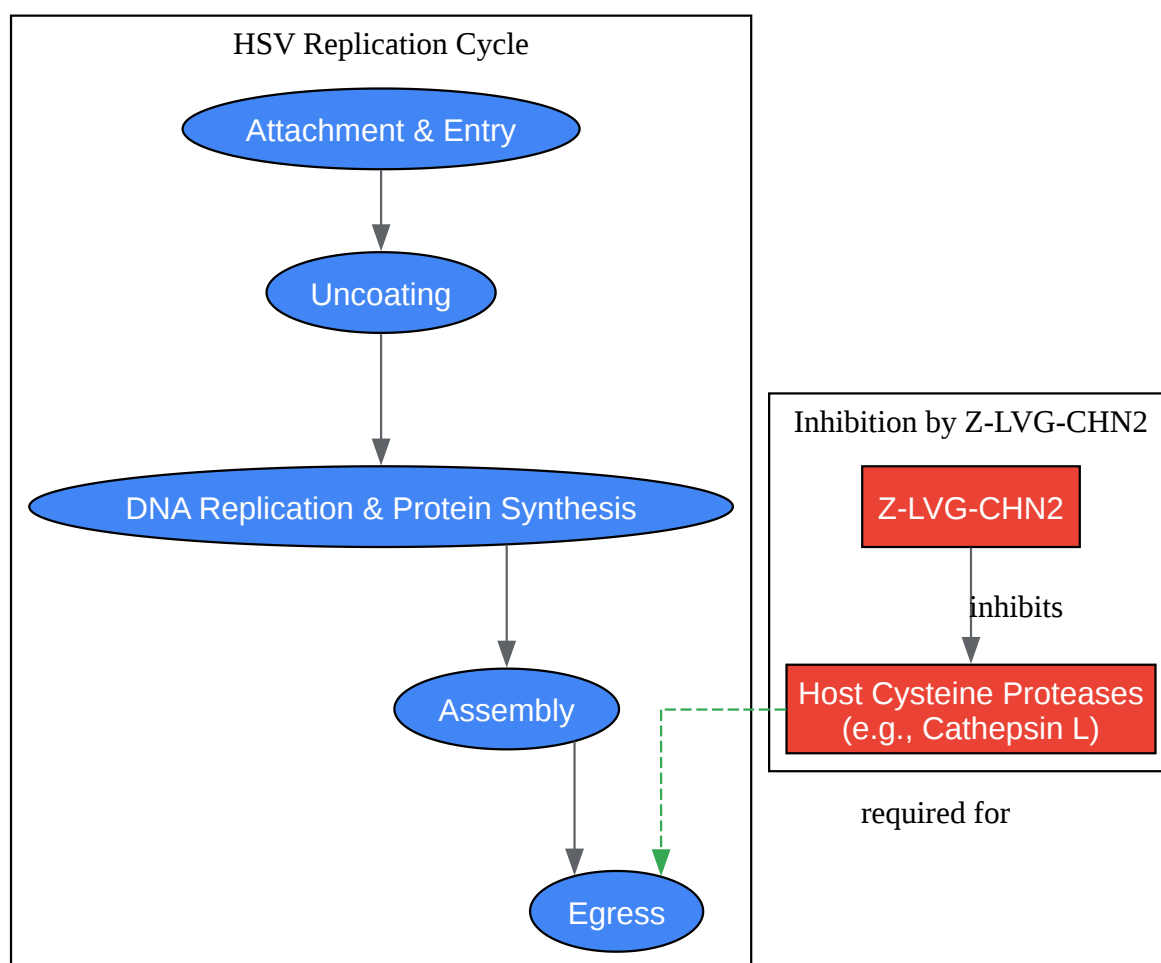 HSV Replication Cycle
Attachment & Entry
Uncoating
DNA Replication & Protein Synthesis
Assembly
Egress
Inhibition by Z-LVG-CHN2
Z-LVG-CHN2
inhibits
Host Cysteine Proteases
(e.g., Cathepsin L)
required for